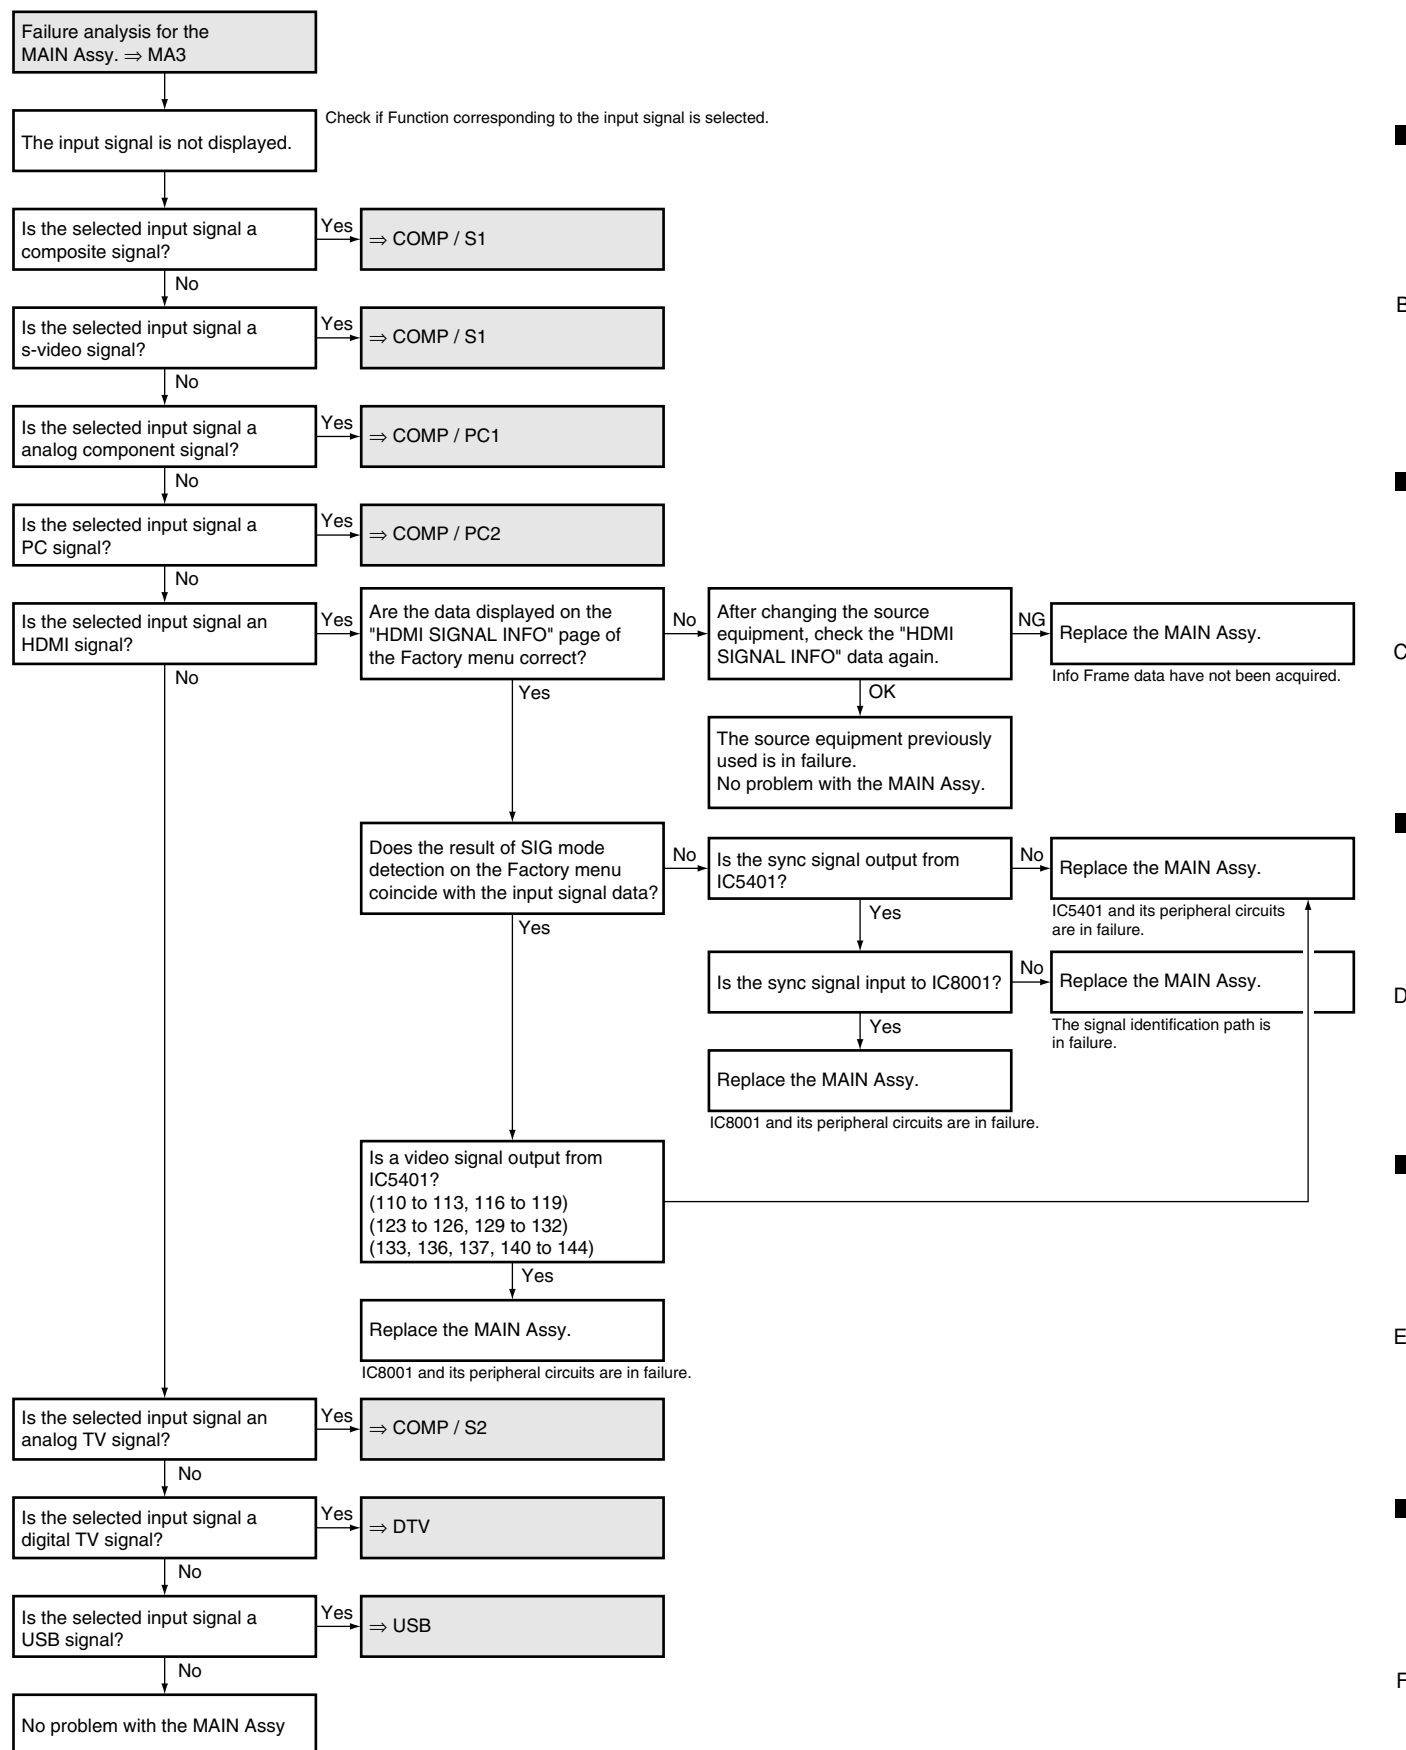 Failure analysis for the
MAIN Assy. ⇒ MA3
The input signal is not displayed.
Check if Function corresponding to the input signal is selected.
Is the selected input signal a
composite signal?
Yes
⇒ COMP / S1
No
Is the selected input signal a
s-video signal?
Yes
⇒ COMP / S1
No
Is the selected input signal a
analog component signal?
Yes
⇒ COMP / PC1
No
Is the selected input signal a
PC signal?
Yes
⇒ COMP / PC2
No
Is the selected input signal an
HDMI signal?
Yes
Are the data displayed on the
"HDMI SIGNAL INFO" page of
the Factory menu correct?
No
After changing the source
equipment, check the "HDMI
SIGNAL INFO" data again.
NG
Replace the MAIN Assy.
Info Frame data have not been acquired.
No
Yes
OK
The source equipment previously
used is in failure.
No problem with the MAIN Assy.
Does the result of SIG mode
detection on the Factory menu
coincide with the input signal data?
No
Is the sync signal output from
IC5401?
No
Replace the MAIN Assy.
IC5401 and its peripheral circuits
are in failure.
Yes
Yes
Is the sync signal input to IC8001?
No
Replace the MAIN Assy.
The signal identification path is
in failure.
Yes
Replace the MAIN Assy.
IC8001 and its peripheral circuits are in failure.
Is a video signal output from
IC5401?
(110 to 113, 116 to 119)
(123 to 126, 129 to 132)
(133, 136, 137, 140 to 144)
Yes
Replace the MAIN Assy.
IC8001 and its peripheral circuits are in failure.
Is the selected input signal an
analog TV signal?
Yes
⇒ COMP / S2
No
Is the selected input signal a
digital TV signal?
Yes
⇒ DTV
No
Is the selected input signal a
USB signal?
Yes
⇒ USB
No
No problem with the MAIN Assy
B
C
D
E
F